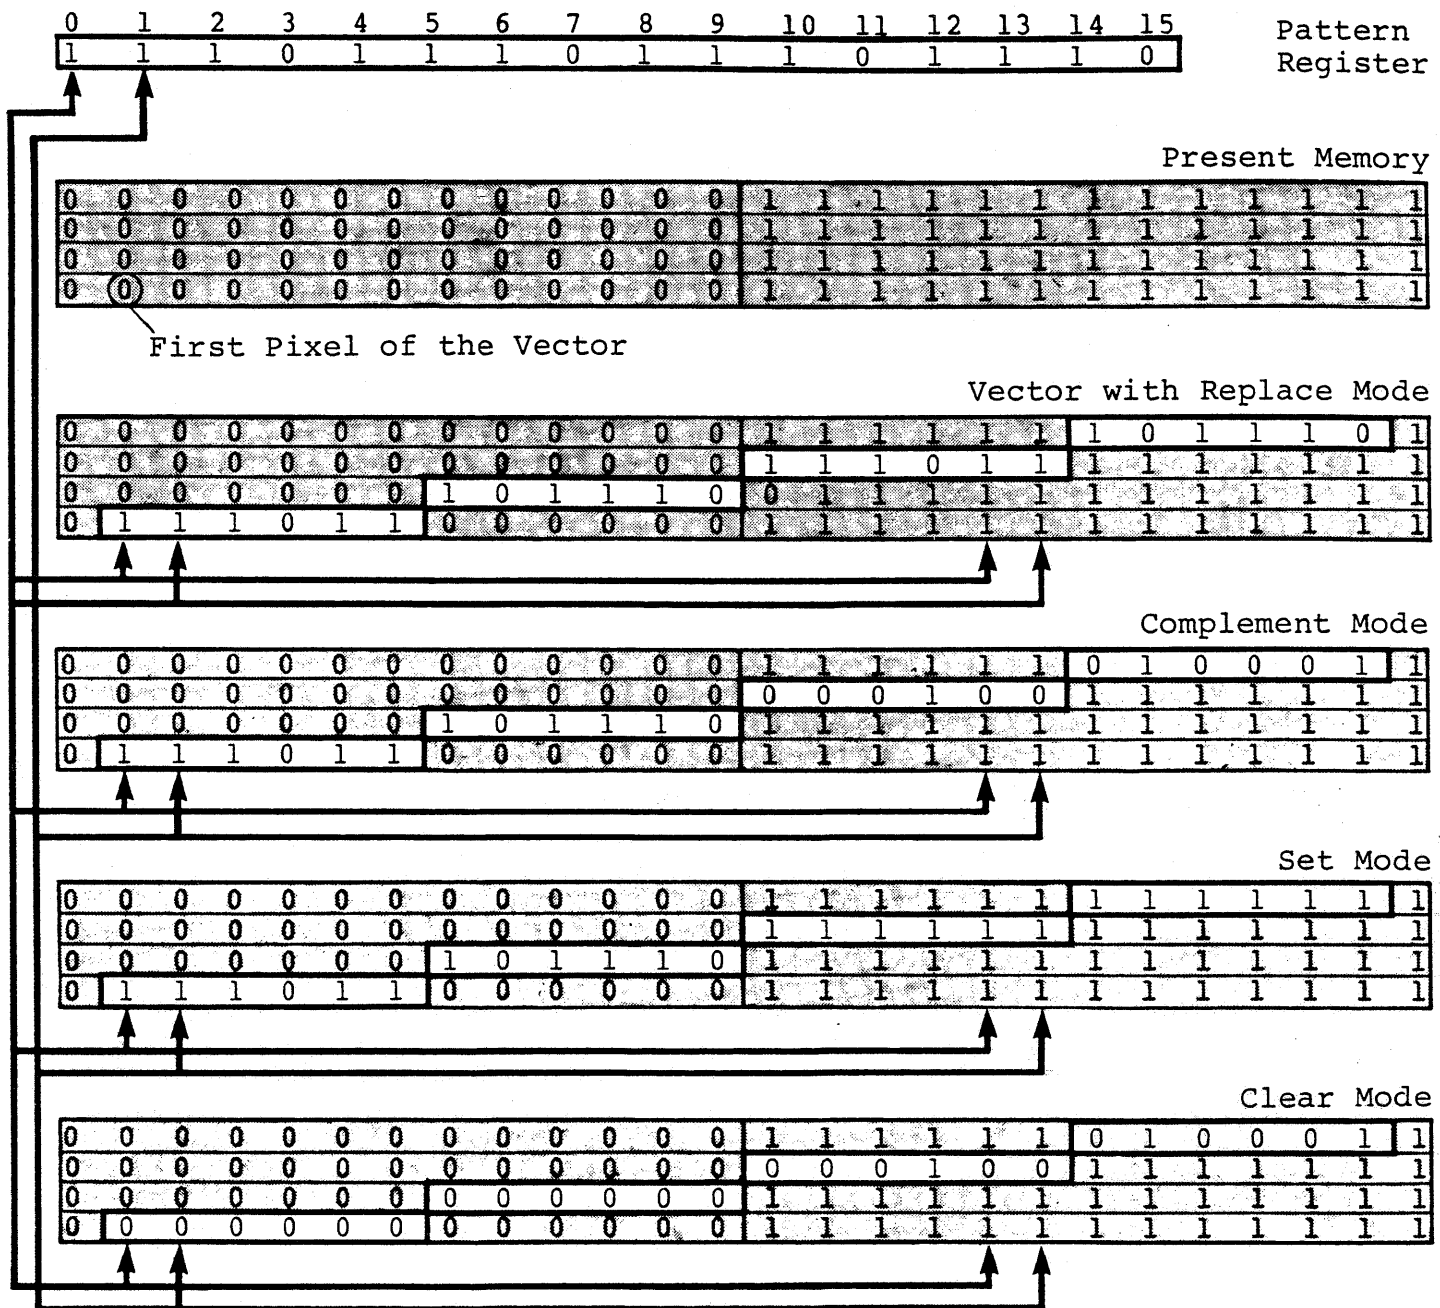 0 1 2 3 4 5 6 7 8 9 10 11 12 13 14 15 Pattern
1 1 1 0 1 1 1 0 1 1 1 0 1 1 1 0 Register
Present Memory
0 0 0 0 0 0 0 0 0 0 0 0 0 1 1 1 1 1 1 1 1 1 1 1 1 1
0 0 0 0 0 0 0 0 0 0 0 0 0 1 1 1 1 1 1 1 1 1 1 1 1 1
0 0 0 0 0 0 0 0 0 0 0 0 0 1 1 1 1 1 1 1 1 1 1 1 1 1
0 0 0 0 0 0 0 0 0 0 0 0 0 1 1 1 1 1 1 1 1 1 1 1 1 1
First Pixel of the Vector
Vector with Replace Mode
0 0 0 0 0 0 0 0 0 0 0 0 0 1 1 1 1 1 1 1 0 1 1 1 0 1
0 0 0 0 0 0 0 0 0 0 0 0 0 1 1 1 0 1 1 1 1 1 1 1 1 1
0 0 0 0 0 0 0 1 0 1 1 1 0 0 1 1 1 1 1 1 1 1 1 1 1 1
0 1 1 1 0 1 1 0 0 0 0 0 0 1 1 1 1 1 1 1 1 1 1 1 1 1
Complement Mode
0 0 0 0 0 0 0 0 0 0 0 0 0 1 1 1 1 1 1 0 1 0 0 0 1 1
0 0 0 0 0 0 0 0 0 0 0 0 0 0 0 0 1 0 0 1 1 1 1 1 1 1
0 0 0 0 0 0 0 1 0 1 1 1 0 1 1 1 1 1 1 1 1 1 1 1 1 1
0 1 1 1 0 1 1 0 0 0 0 0 0 1 1 1 1 1 1 1 1 1 1 1 1 1
Set Mode
0 0 0 0 0 0 0 0 0 0 0 0 0 1 1 1 1 1 1 1 1 1 1 1 1 1
0 0 0 0 0 0 0 0 0 0 0 0 0 1 1 1 1 1 1 1 1 1 1 1 1 1
0 0 0 0 0 0 0 1 0 1 1 1 0 1 1 1 1 1 1 1 1 1 1 1 1 1
0 1 1 1 0 1 1 0 0 0 0 0 0 1 1 1 1 1 1 1 1 1 1 1 1 1
Clear Mode
0 0 0 0 0 0 0 0 0 0 0 0 0 1 1 1 1 1 1 0 1 0 0 0 1 1
0 0 0 0 0 0 0 0 0 0 0 0 0 0 0 0 1 0 0 1 1 1 1 1 1 1
0 0 0 0 0 0 0 0 0 0 0 0 0 1 1 1 1 1 1 1 1 1 1 1 1 1
0 0 0 0 0 0 0 0 0 0 0 0 0 1 1 1 1 1 1 1 1 1 1 1 1 1